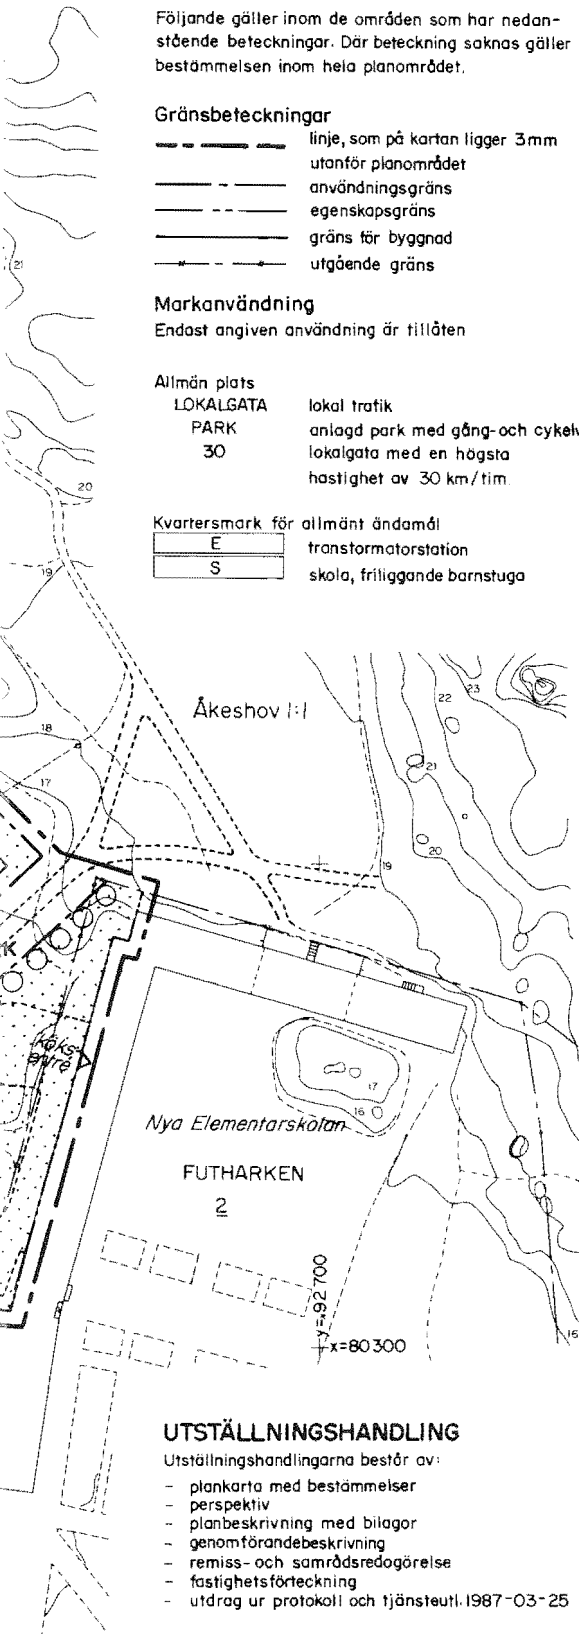 Följande gäller inom de områden som har nedan-
stående beteckningar. Där beteckning saknas gäller
bestämmelsen inom hela planområdet.
Gränsbeteckningar
linje, som på kartan ligger 3mm
utanför planområdet
användningsgräns
egenskapsgräns
gräns för byggnad
utgående gräns
Markanvändning
Endast angiven användning är tillåten
Allmän plats
LOKALGATA lokal trafik
PARK anlagd park med gång-och cykelv
30 lokalgata med en högsta
hastighet av 30 km/tim
Kvartersmark för allmänt ändamål
E transformatorstation
S skola, friliggande barnstuga
21
20
19
Åkeshov 1:1
23
22
18
21
17
20
19
köks-
entré
17
16
Nya Elementarskolan
FUTHARKEN
2
y=92700
x=80300
16
UTSTÄLLNINGSHANDLING
Utställningshandlingarna består av:
- plankarta med bestämmelser
- perspektiv
- planbeskrivning med bilagor
- genomförandebeskrivning
- remiss- och samrådsredogörelse
- fastighetsförteckning
- utdrag ur protokoll och tjänsteutl. 1987-03-25